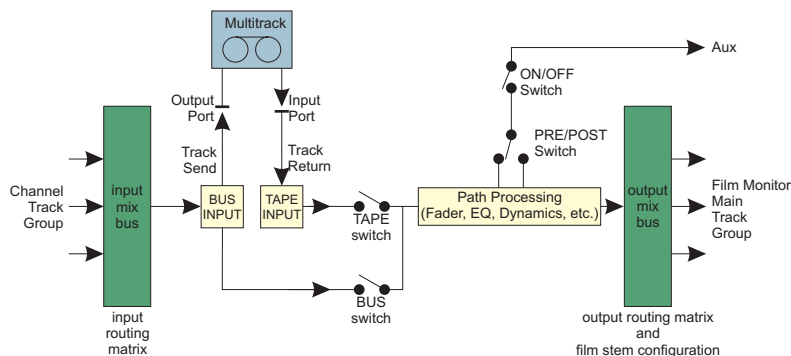 Multitrack
Aux
ON/OFF
Switch
Output
Port
Input
Port
PRE/POST
Switch
Track
Send
Track
Return
Channel
Track
Group
input
mix
bus
BUS
INPUT
TAPE
INPUT
TAPE
switch
Path Processing
(Fader, EQ, Dynamics, etc.)
output
mix
bus
Film Monitor
Main
Track
Group
BUS
switch
input
routing
matrix
output routing matrix
and
film stem configuration